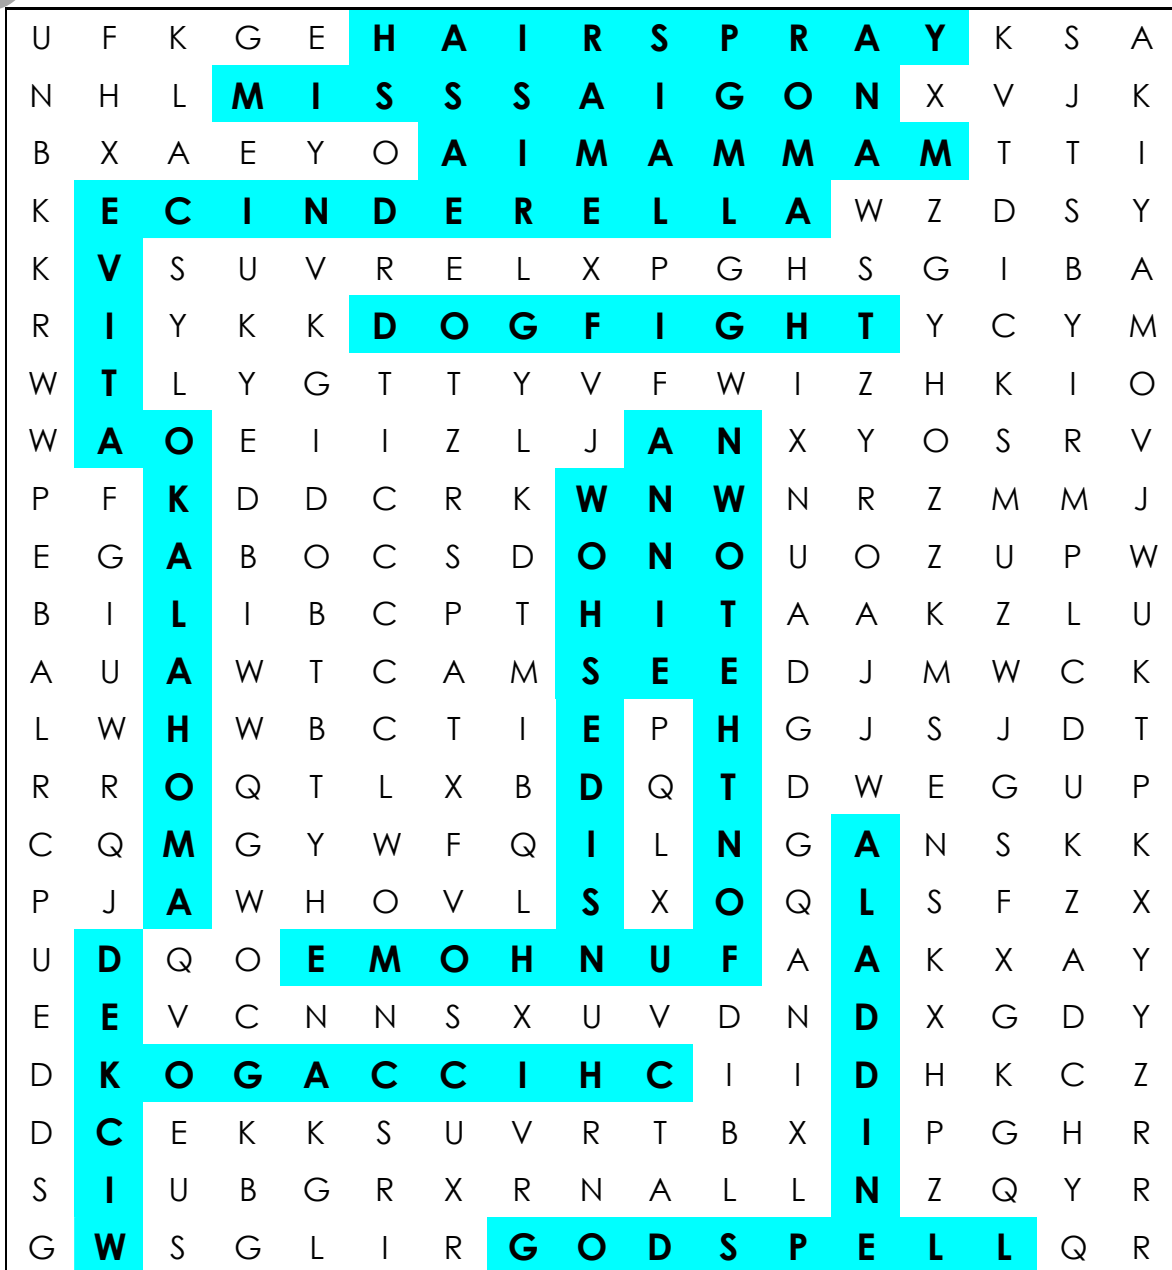 U F K G E H A I R S P R A Y K S A
N H L M I S S S A I G O N X V J K
B X A E Y O A I M A M M A M T T I
K E C I N D E R E L L A W Z D S Y
K V S U V R E L X P G H S G I B A
R I Y K K D O G F I G H T Y C Y M
W T L Y G T T Y V F W I Z H K I O
W A O E I I Z L J A N X Y O S R V
P F K D D C R K W N W N R Z M M J
E G A B O C S D O N O U O Z U P W
B I L I B C P T H I T A A K Z L U
A U A W T C A M S E E D J M W C K
L W H W B C T I E P H G J S J D T
R R O Q T L X B D Q T D W E G U P
C Q M G Y W F Q I L N G A N S K K
P J A W H O V L S X O Q L S F Z X
U D Q O E M O H N U F A A K X A Y
E E V C N N S X U V D N D X G D Y
D K O G A C C I H C I I D H K C Z
D C E K K S U V R T B X I P G H R
S I U B G R X R N A L L N Z Q Y R
G W S G L I R G O D S P E L L Q R